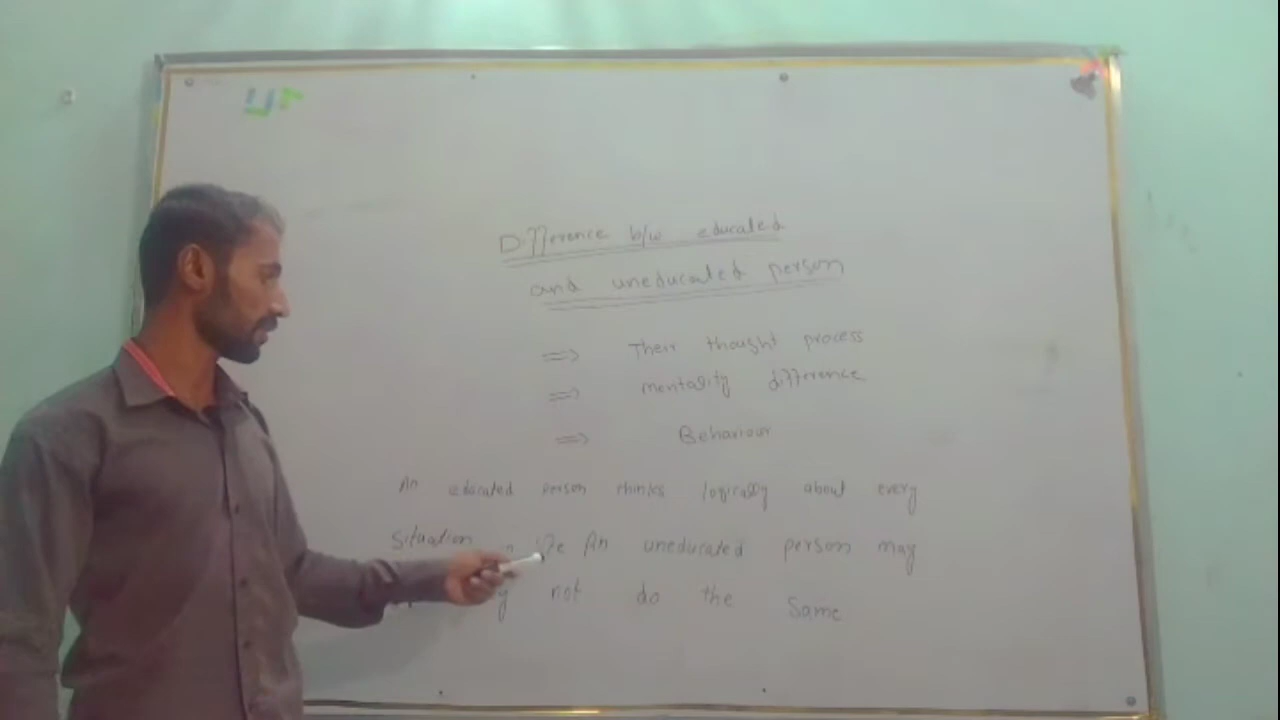 Difference b/w educated
and uneducated person
⇒ Their thought process
⇒ mentality difference
⇒ Behaviour
An educated person thinks logically about every
Situation An uneducated person may
not do the Same